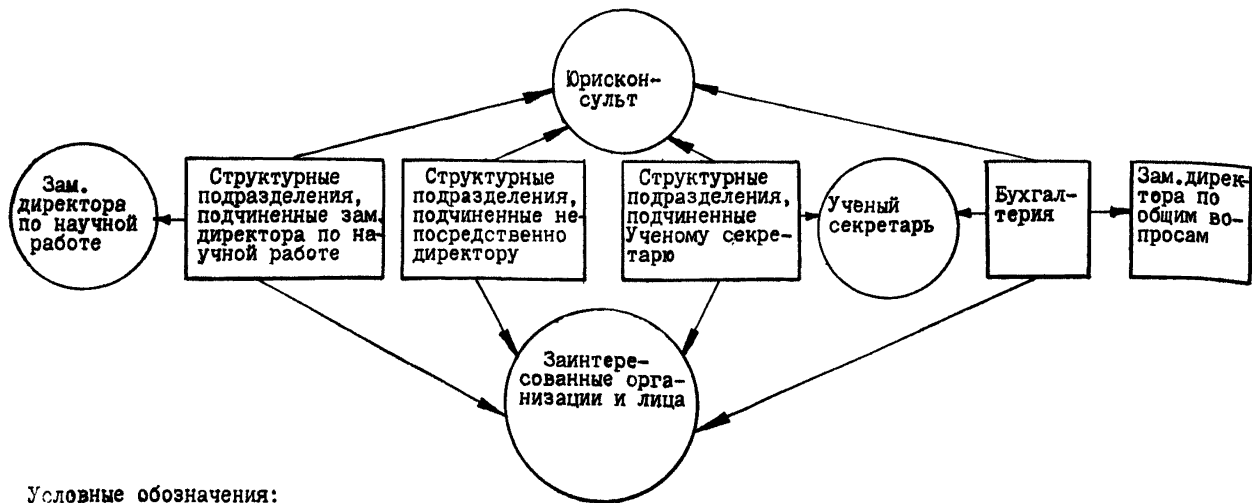 Юрискон-
сульт
Зам.
директора
по научной
работе
Структурные
подразделения,
подчиненные зам.
директора по на-
учной работе
Структурные
подразделения,
подчиненные не-
посредственно
директору
Структурные
подразделения,
подчиненные
Ученому секре-
тарю
Ученый
секретарь
Бухгал-
терия
Зам.дирек-
тора по
общим во-
просам
Заинтере-
сованные орга-
низации и лица
Условные обозначения: